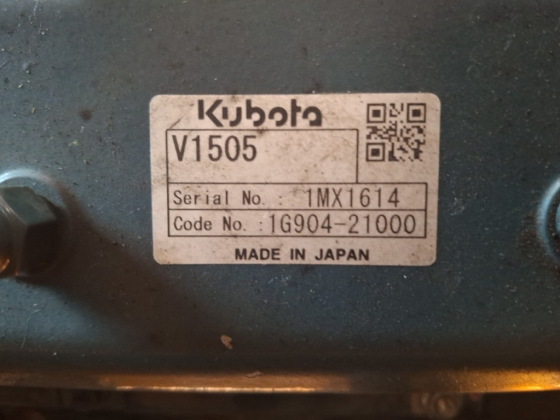 Kubota
V1505
Serial No. : 1MX1614
Code No. :1G904-21000
MADE IN JAPAN